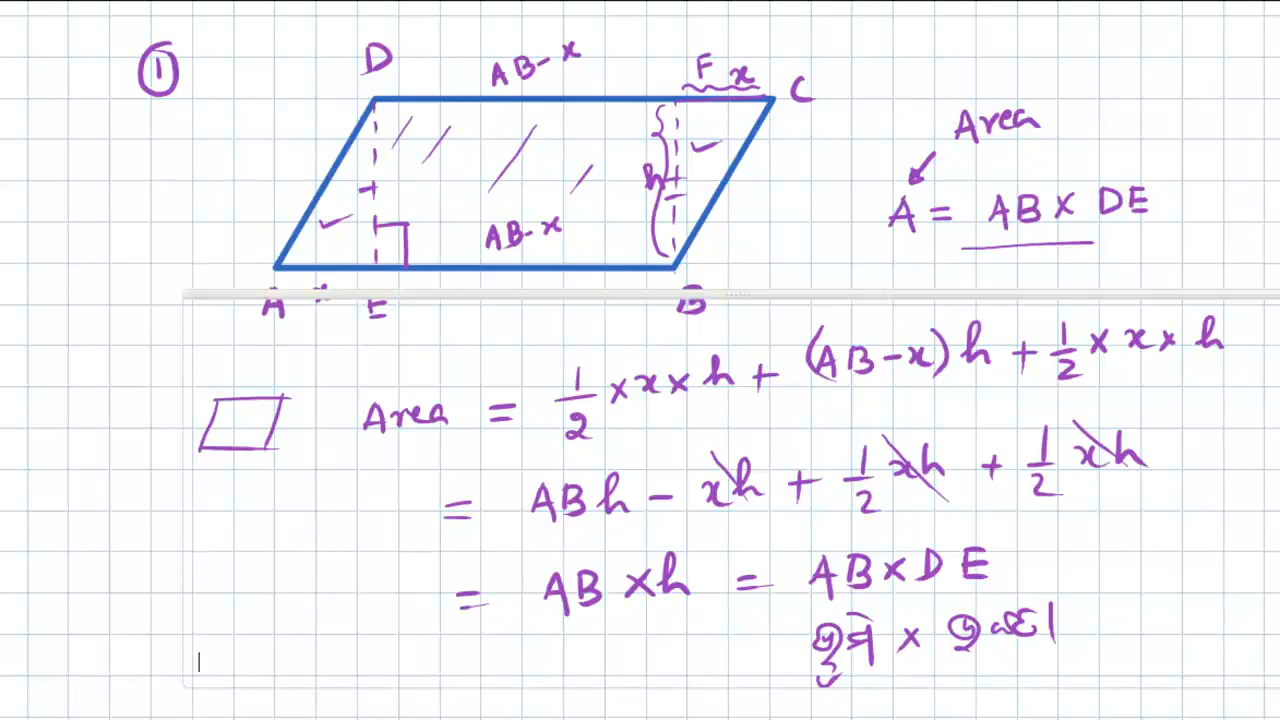 ①
D AB-x F x C
Area
h
A = AB × DE
AB-x
A x E B
Area = 1/2 × x × h + (AB-x)h + 1/2 × x × h
= ABh - xh + 1/2 xh + 1/2 xh
= AB × h = AB × DE
×